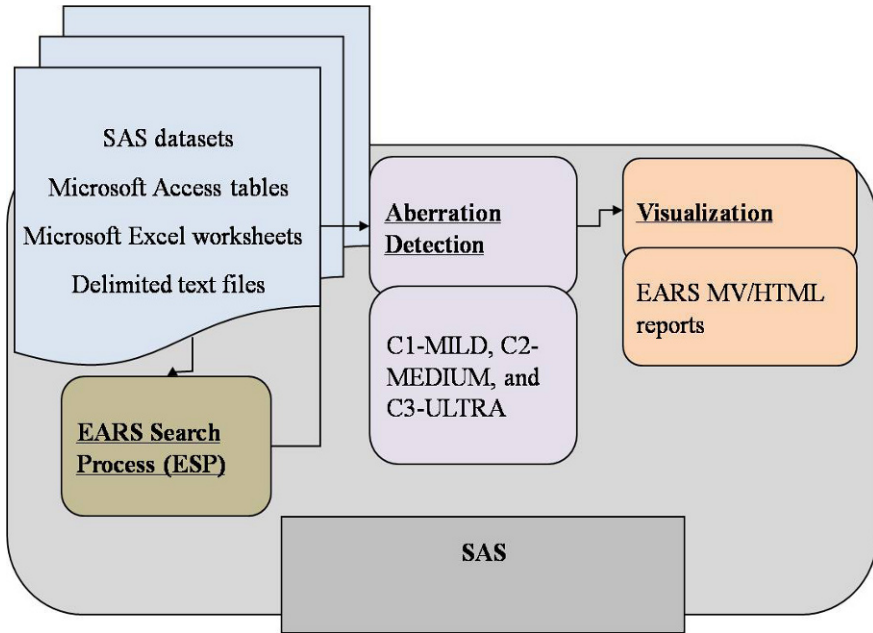 SAS datasets
Microsoft Access tables
Microsoft Excel worksheets
Delimited text files
EARS Search
Process (ESP)
Aberration
Detection
C1-MILD, C2-
MEDIUM, and
C3-ULTRA
Visualization
EARS MV/HTML
reports
SAS